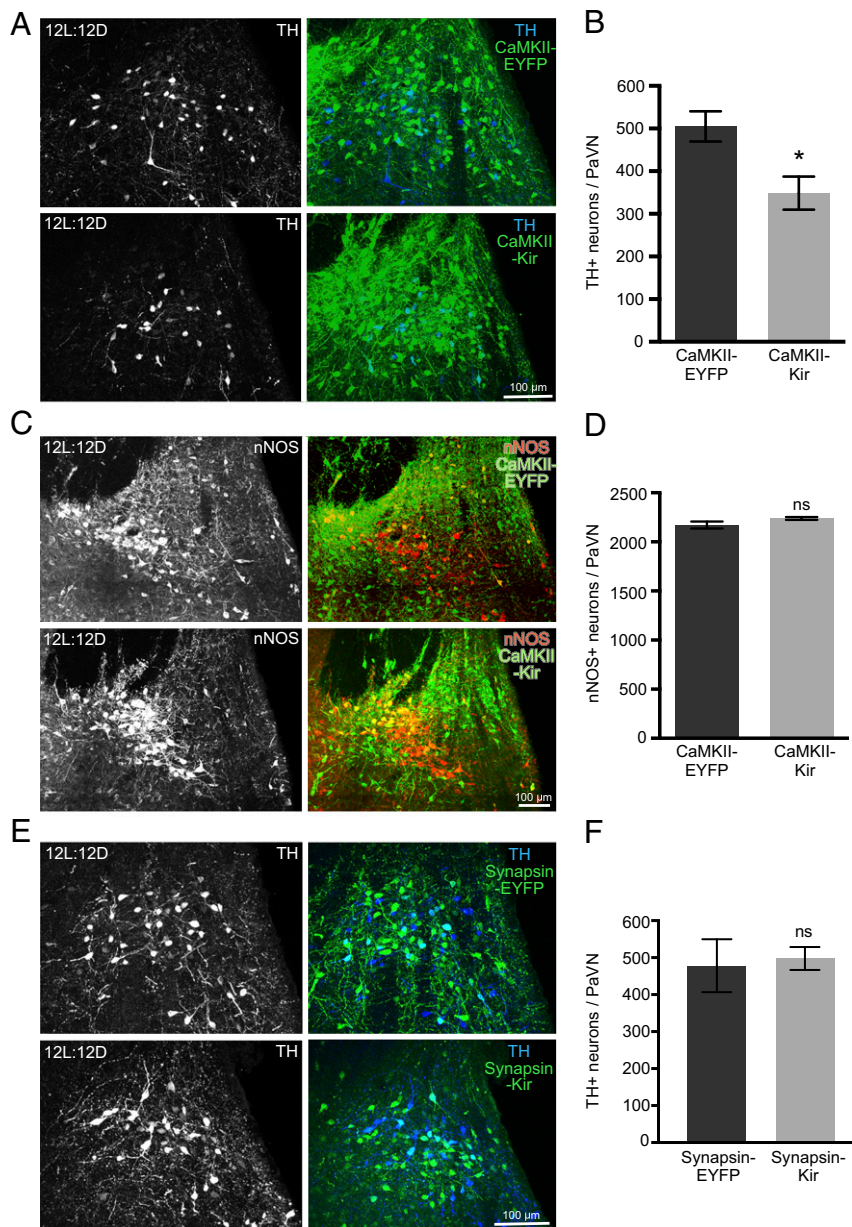 A
12L:12D TH
TH
CaMKII-
EYFP
12L:12D TH
TH
CaMKII
-Kir
100 µm
B
TH+ neurons / PaVN
600
500
400
300
200
100
0
*
CaMKII-
EYFP
CaMKII-
Kir
C
12L:12D nNOS
nNOS
CaMKII-
EYFP
12L:12D nNOS
nNOS
CaMKII
-Kir
100 µm
D
nNOS+ neurons / PaVN
2500
2200
2000
1500
1000
500
0
ns
CaMKII-
EYFP
CaMKII-
Kir
E
12L:12D TH
TH
Synapsin
-EYFP
12L:12D TH
TH
Synapsin
-Kir
100 µm
F
TH+ neurons / PaVN
600
500
400
300
200
100
0
ns
Synapsin-
EYFP
Synapsin-
Kir